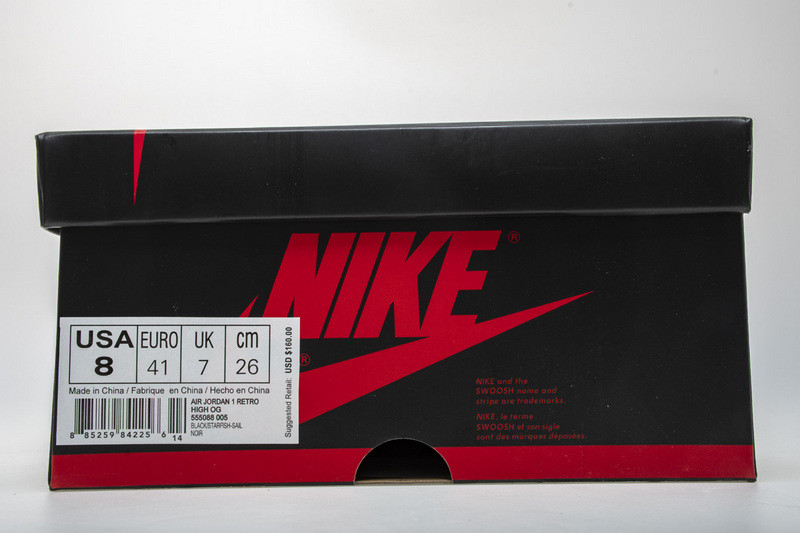 NIKE®
USA EURO UK cm
8 41 7 26
®
Made in China / Fabriqué en China / Hecho en China
AIR JORDAN 1 RETRO
HIGH OG
555088 005
BLACK/STARFISH-SAIL
NOIR
8 85259 84225 6 14
Suggested Retail: USD $160.00
NIKE and the
SWOOSH name and
stripe are trademarks.
NIKE, le terme
SWOOSH et son sigle
sont des marques deposées.